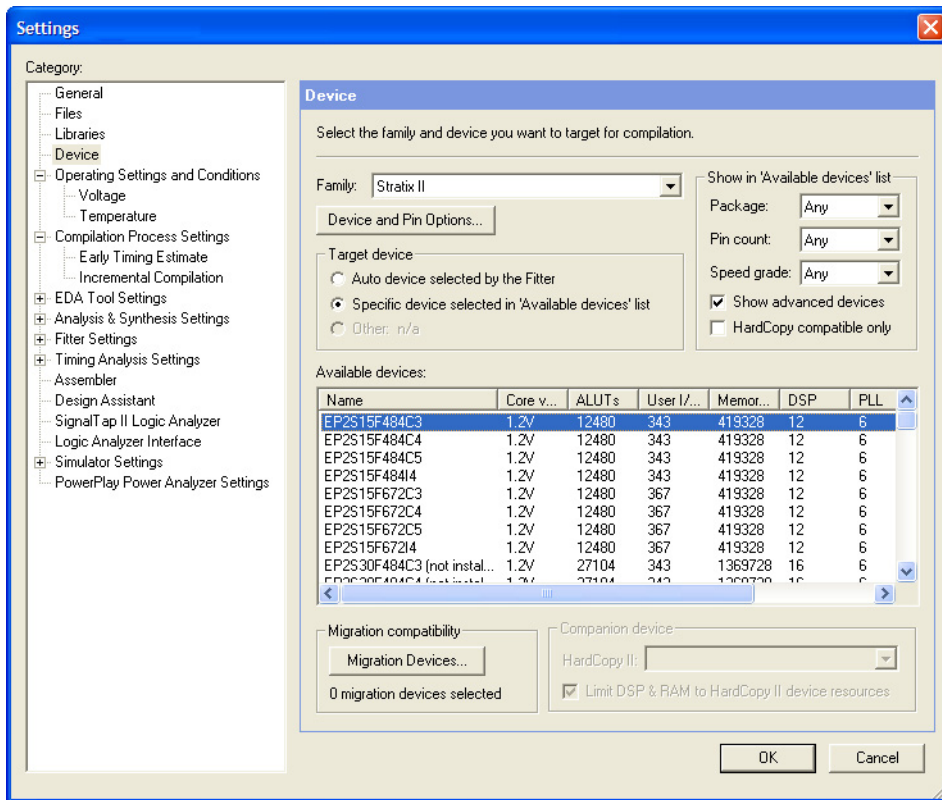 Settings
Category:
General
Files
Libraries
Device
Operating Settings and Conditions
Voltage
Temperature
Compilation Process Settings
Early Timing Estimate
Incremental Compilation
EDA Tool Settings
Analysis & Synthesis Settings
Fitter Settings
Timing Analysis Settings
Assembler
Design Assistant
SignalTap II Logic Analyzer
Logic Analyzer Interface
Simulator Settings
PowerPlay Power Analyzer Settings
Device
Select the family and device you want to target for compilation.
Family: Stratix II
Device and Pin Options...
Target device
Auto device selected by the Fitter
Specific device selected in 'Available devices' list
Other: n/a
Show in 'Available devices' list
Package: Any
Pin count: Any
Speed grade: Any
Show advanced devices
HardCopy compatible only
Available devices:
Name Core v... ALUTs User I/... Memor... DSP PLL
EP2S15F484C3 1.2V 12480 343 419328 12 6
EP2S15F484C4 1.2V 12480 343 419328 12 6
EP2S15F484C5 1.2V 12480 343 419328 12 6
EP2S15F484I4 1.2V 12480 343 419328 12 6
EP2S15F672C3 1.2V 12480 367 419328 12 6
EP2S15F672C4 1.2V 12480 367 419328 12 6
EP2S15F672C5 1.2V 12480 367 419328 12 6
EP2S15F672I4 1.2V 12480 367 419328 12 6
EP2S30F484C3 (not instal... 1.2V 27104 343 1369728 16 6
EP2S30F484C4 (not instal... 1.2V 27104 343 1369728 16 6
Migration compatibility
Migration Devices...
0 migration devices selected
Companion device
HardCopy II:
Limit DSP & RAM to HardCopy II device resources
OK
Cancel